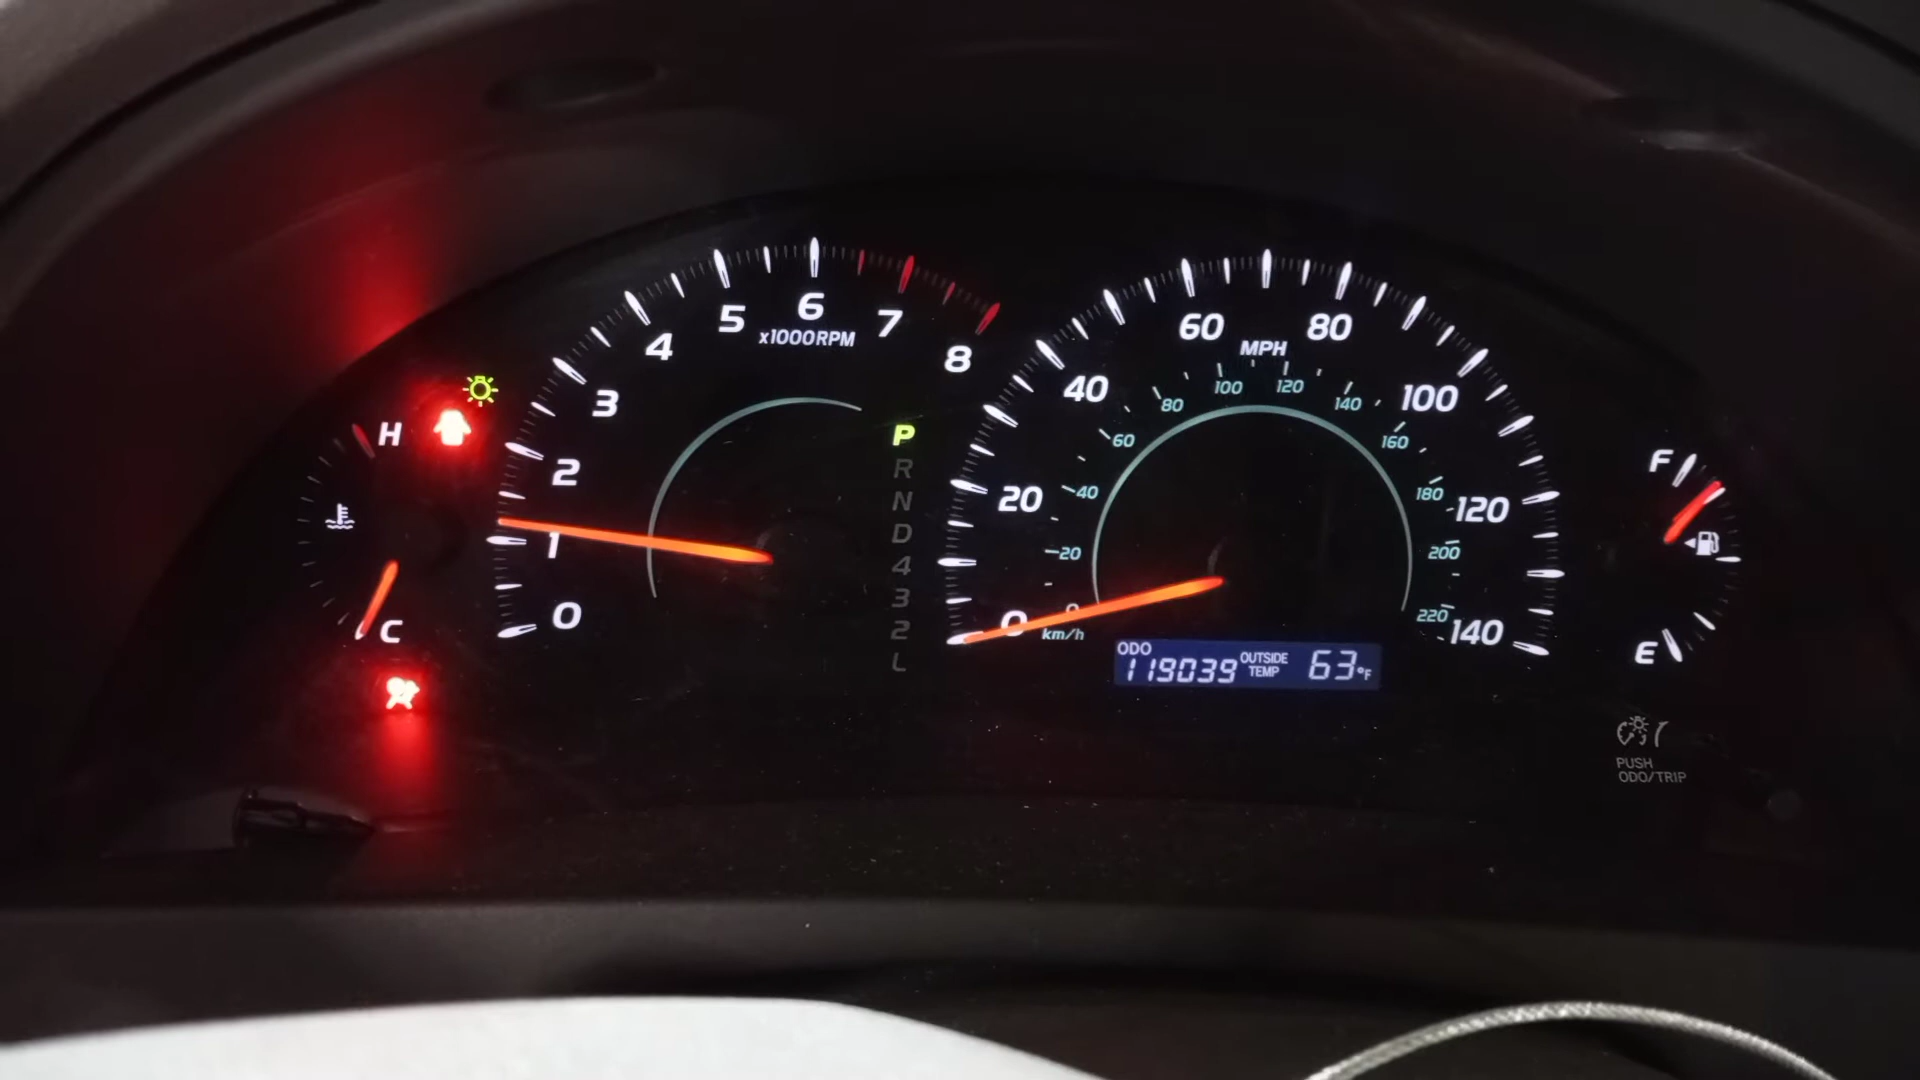 5 6 7
x1000RPM
4 8
3
2
1
0
H
C
P
R
N
D
4
3
2
L
60 80
MPH
40 100
20 120
0 140
80 100 120 140
60 160
40 180
20 200
0 220
km/h
ODO
119039
OUTSIDE
TEMP
63°F
F
E
PUSH
ODO/TRIP